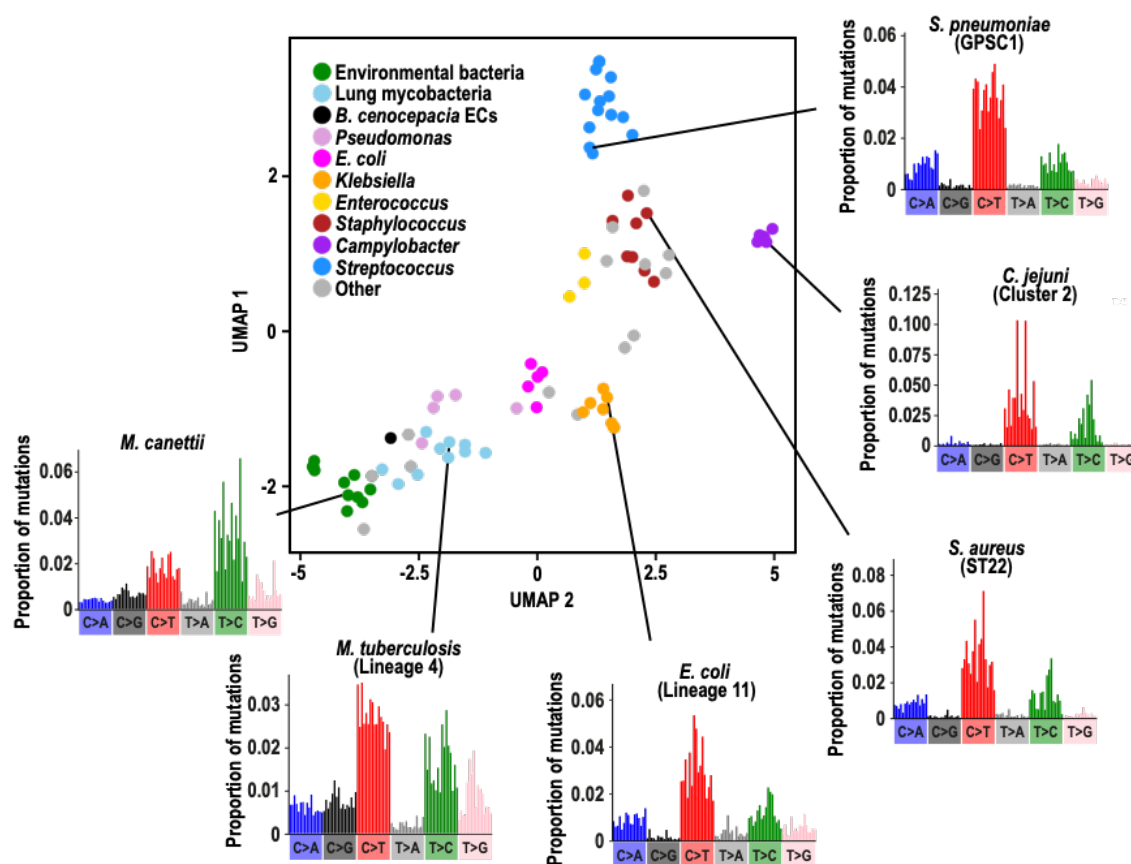 Environmental bacteria
Lung mycobacteria
B. cenocepacia ECs
Pseudomonas
E. coli
Klebsiella
Enterococcus
Staphylococcus
Campylobacter
Streptococcus
Other
UMAP 1
2
0
-2
-5
-2.5
0
2.5
5
UMAP 2
S. pneumoniae
(GPSC1)
Proportion of mutations
0.06
0.04
0.02
0
C>A C>G C>T T>A T>C T>G
C. jejuni
(Cluster 2)
Proportion of mutations
0.125
0.100
0.075
0.050
0.025
0
C>A C>G C>T T>A T>C T>G
S. aureus
(ST22)
Proportion of mutations
0.08
0.06
0.04
0.02
0
C>A C>G C>T T>A T>C T>G
M. canettii
Proportion of mutations
0.06
0.04
0.02
0
C>A C>G C>T T>A T>C T>G
M. tuberculosis
(Lineage 4)
Proportion of mutations
0.03
0.02
0.01
0
C>A C>G C>T T>A T>C T>G
E. coli
(Lineage 11)
Proportion of mutations
0.06
0.04
0.02
0
C>A C>G C>T T>A T>C T>G